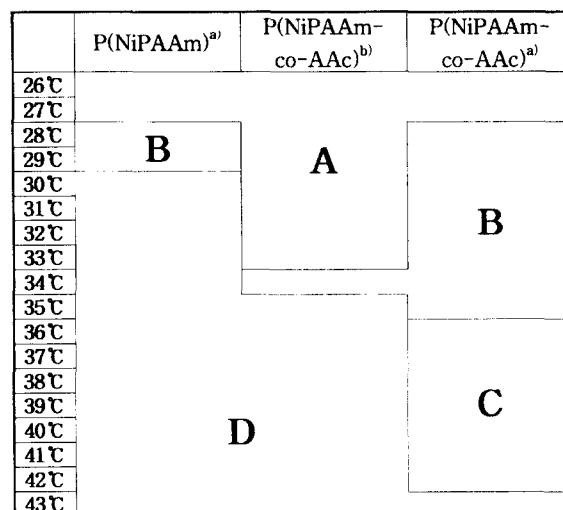 P(NiPAAm)a) P(NiPAAm- P(NiPAAm-
co-AAc)b) co-AAc)a)
26℃
27℃
28℃
B
29℃
A
30℃
31℃
B
32℃
33℃
34℃
35℃
36℃
37℃
38℃
C
39℃
40℃
D
41℃
42℃
43℃